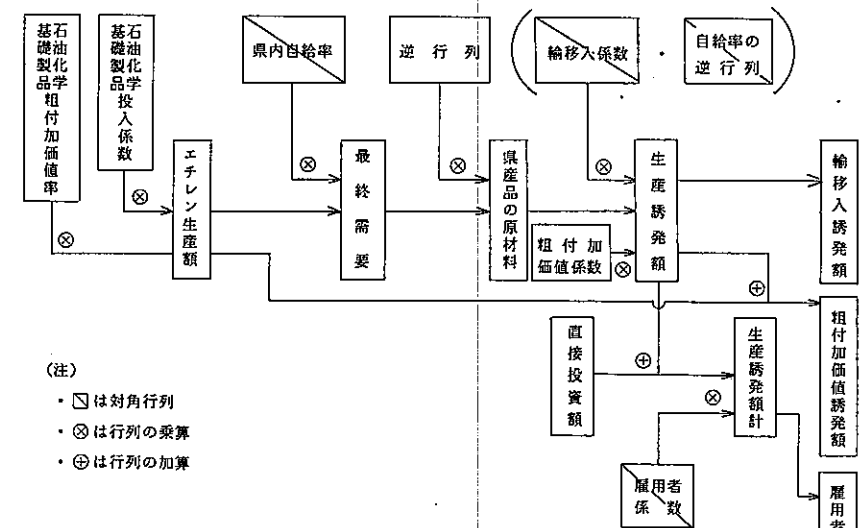 石油化学
基礎製品
粗付加価値率
石油化学
基礎製品
投入係数
県内自給率
逆行列
輸移入係数
・
自給率の
逆行列
エチレン生産額
最終需要
県産品の原材料
生産誘発額
輸移入誘発額
粗付加
価値係数
⊗
⊗
⊗
⊗
⊗
⊗
⊕
粗付加価値誘発額
直接投資額
⊕
⊗
生産誘発額計
雇用者
係数
雇用者
(注)
・⍂は対角行列
・⊗は行列の乗算
・⊕は行列の加算